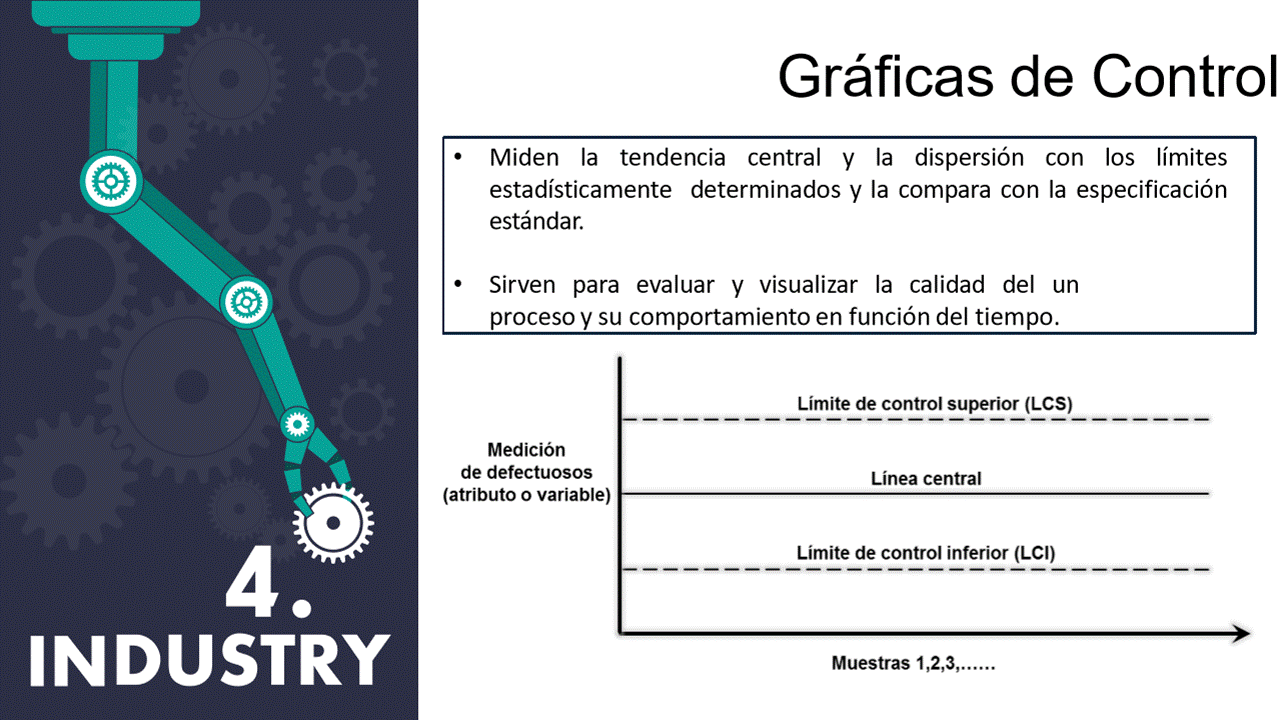 Gráficas de Control
• Miden la tendencia central y la dispersión con los límites
estadísticamente determinados y la compara con la especificación
estándar.
• Sirven para evaluar y visualizar la calidad del un
proceso y su comportamiento en función del tiempo.
Límite de control superior (LCS)
Medición
de defectuosos
(atributo o variable)
Línea central
Límite de control inferior (LCI)
Muestras 1,2,3,......
4.
INDUSTRY